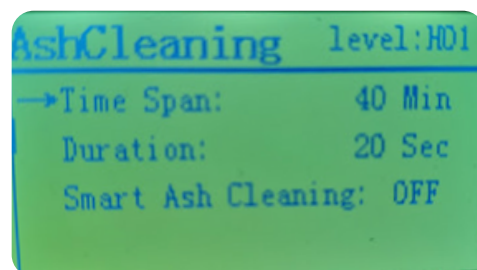 AshCleaning level:H01
→Time Span: 40 Min
Duration: 20 Sec
Smart Ash Cleaning: OFF